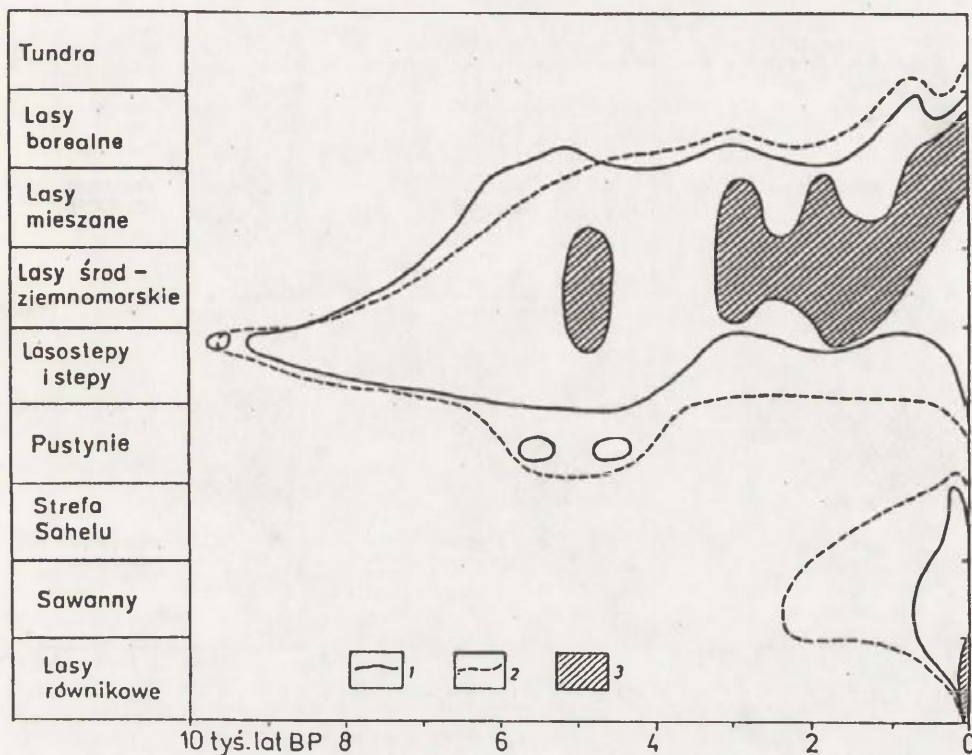 Tundra
Lasy
borealne
Lasy
mieszane
Lasy środ-
ziemnomorskie
Lasostepy
i stepy
Pustynie
Strefa
Sahelu
Sawanny
Lasy
równikowe
1
2
3
10 tyś. lat BP
8
6
4
2
0